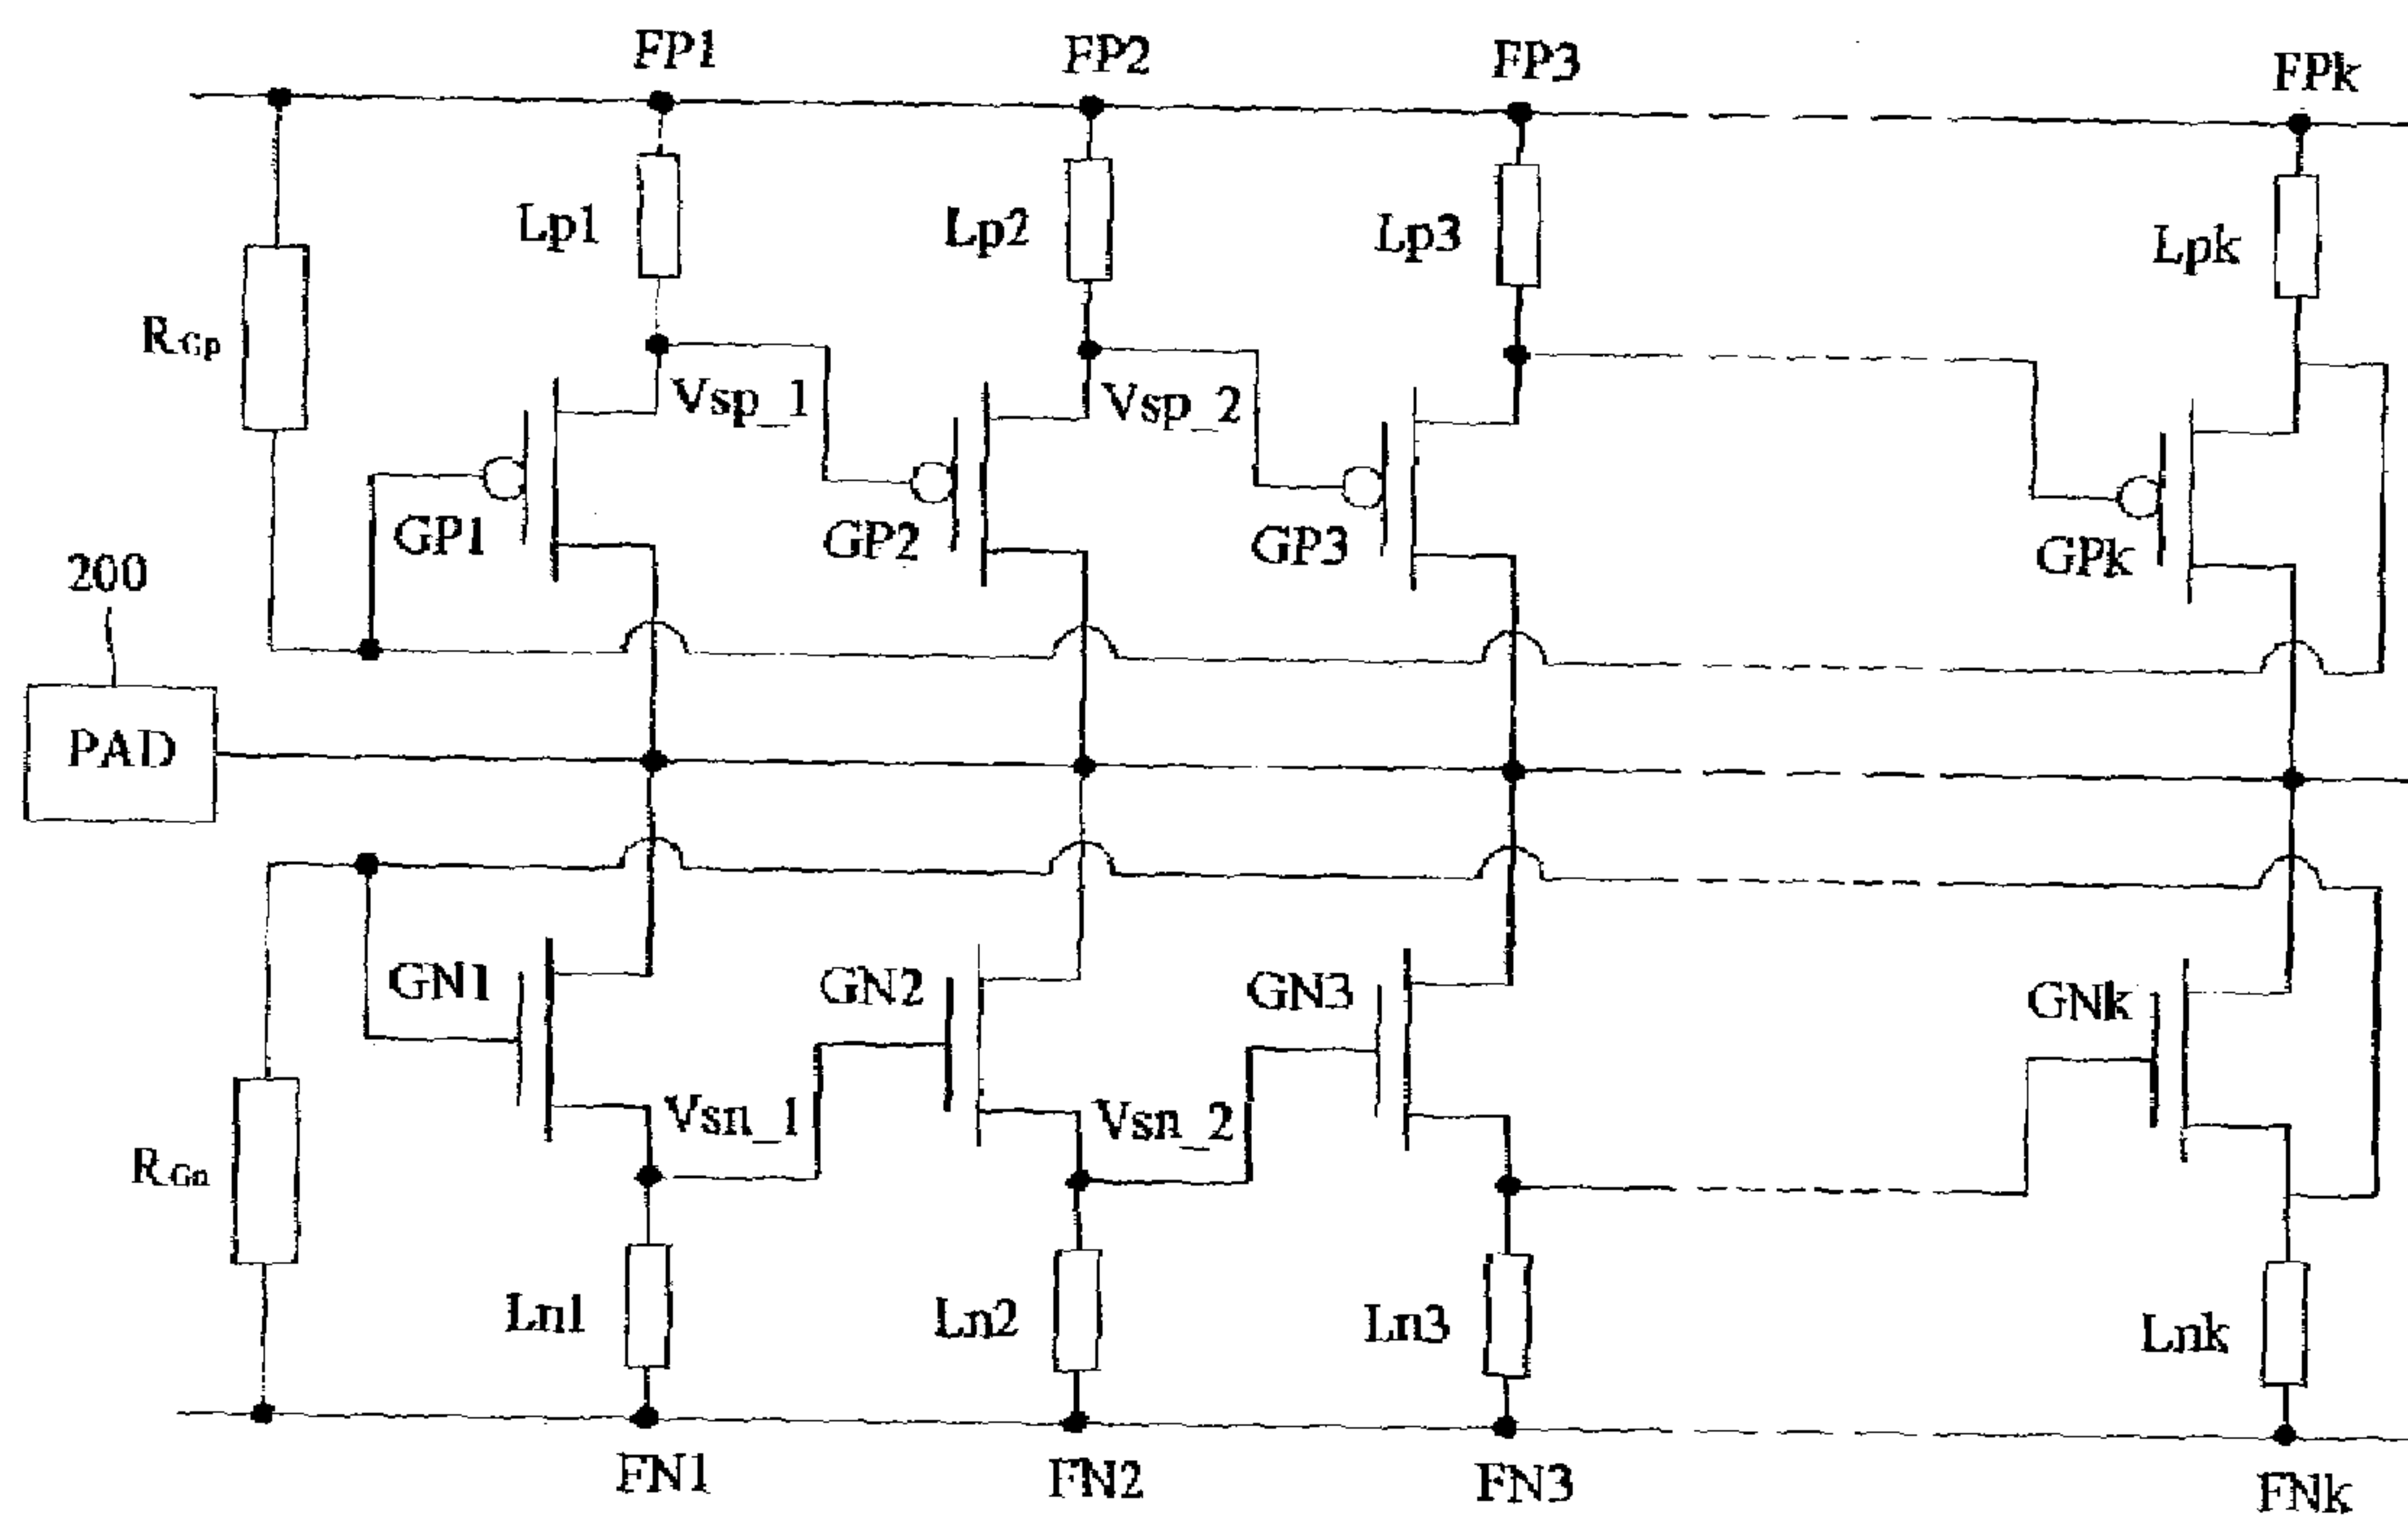 FP1 FP2 FP3 FPk
Lp1 Lp2 Lp3 Lpk
RGp
Vsp_1 Vsp_2
GP1 GP2 GP3 GPk
200
PAD
GN1 GN2 GN3 GNk
Vsn_1 Vsn_2
RGn
Ln1 Ln2 Ln3 Lnk
FN1 FN2 FN3 FNk